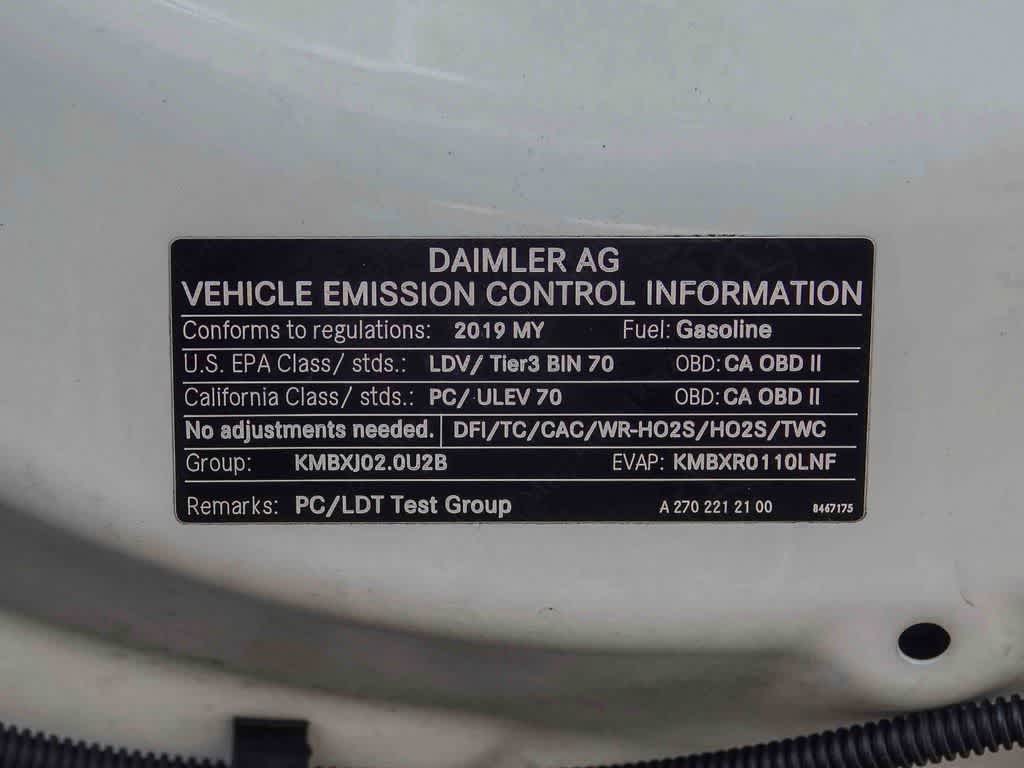 DAIMLER AG
VEHICLE EMISSION CONTROL INFORMATION
Conforms to regulations: 2019 MY Fuel: Gasoline
U.S. EPA Class/ stds.: LDV/ Tier3 BIN 70 OBD: CA OBD II
California Class/ stds.: PC/ ULEV 70 OBD: CA OBD II
No adjustments needed. DFI/TC/CAC/WR-HO2S/HO2S/TWC
Group: KMBXJ02.0U2B EVAP: KMBXR0110LNF
Remarks: PC/LDT Test Group A 270 221 21 00 8467175